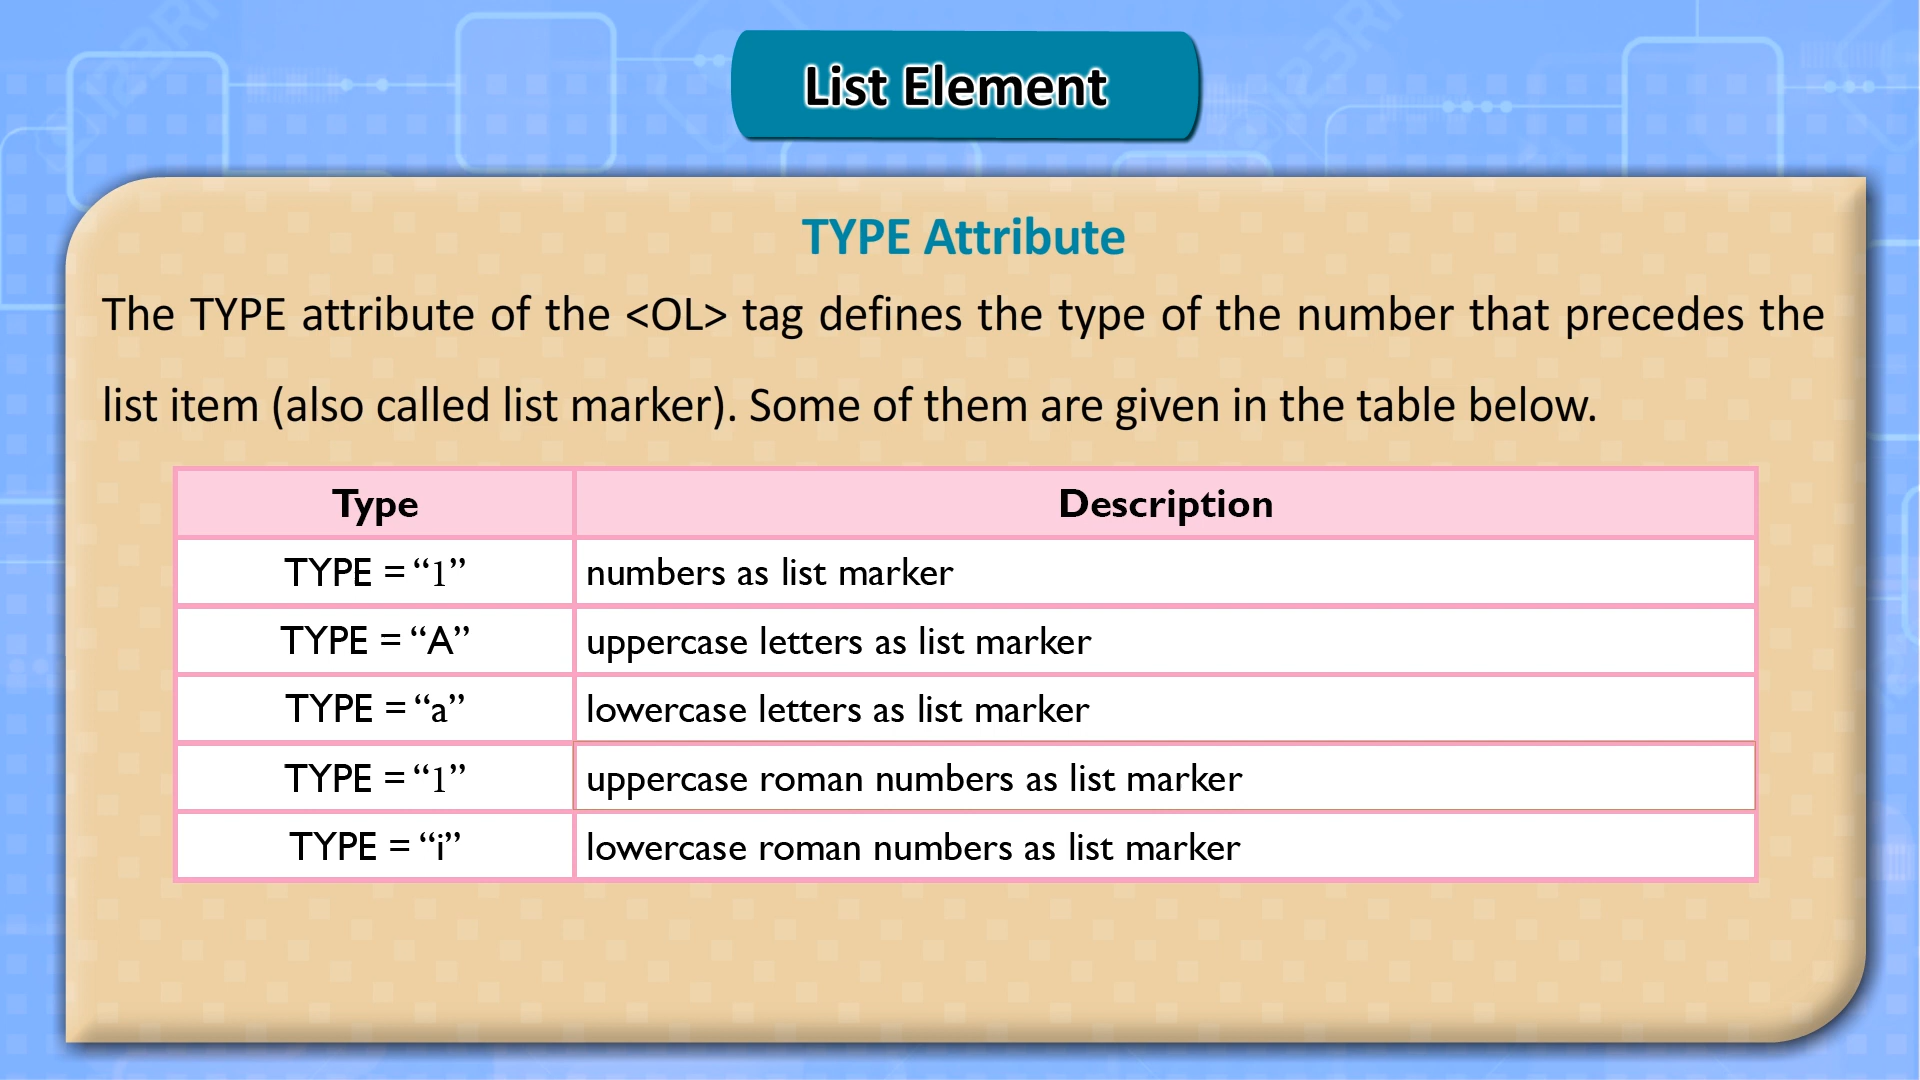 List Element
TYPE Attribute
The TYPE attribute of the <OL> tag defines the type of the number that precedes the
list item (also called list marker). Some of them are given in the table below.
Type Description
TYPE = “1” numbers as list marker
TYPE = “A” uppercase letters as list marker
TYPE = “a” lowercase letters as list marker
TYPE = “1” uppercase roman numbers as list marker
TYPE = “i” lowercase roman numbers as list marker